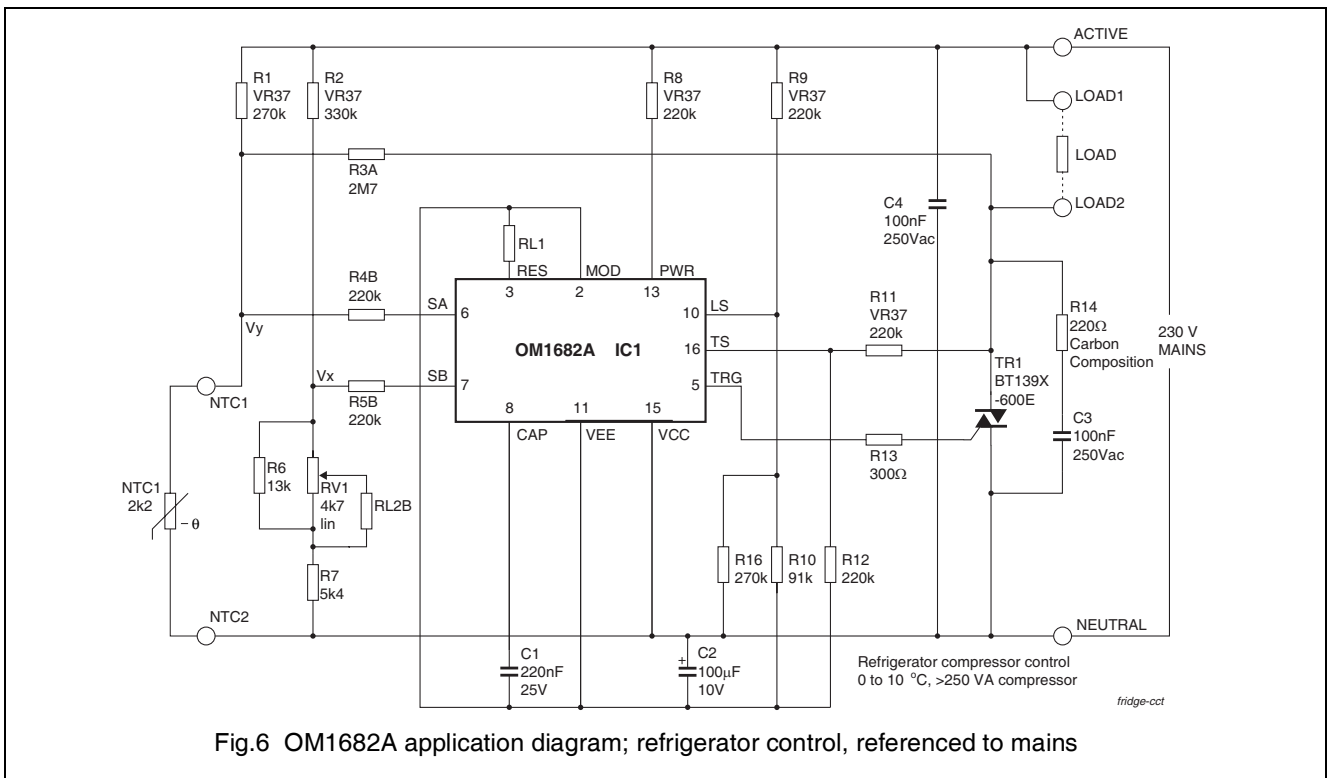 ACTIVE
R1
VR37
270k
R2
VR37
330k
R8
VR37
220k
R9
VR37
220k
LOAD1
LOAD
LOAD2
R3A
2M7
C4
100nF
250Vac
RL1
RES
MOD
PWR
3
2
13
R4B
220k
SA
6
10
LS
Vy
OM1682A IC1
16
TS
R11
VR37
220k
R14
220Ω
Carbon
Composition
230 V
MAINS
TR1
BT139X
-600E
Vx
R5B
220k
SB
7
5
TRG
NTC1
8
11
15
CAP
VEE
VCC
R13
300Ω
C3
100nF
250Vac
R6
13k
RV1
4k7
lin
RL2B
NTC1
2k2
– θ
R7
5k4
R16
270k
R10
91k
R12
220k
NTC2
NEUTRAL
C1
220nF
25V
+
C2
100µF
10V
Refrigerator compressor control
0 to 10 °C, >250 VA compressor
fridge-cct
Fig.6 OM1682A application diagram; refrigerator control, referenced to mains